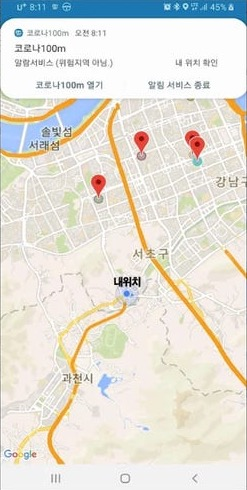 U+ 8:11 LTE 45%
코로나100m 오전 8:11
코로나100m
알람서비스 (위험지역 아님.) 내 위치 확인
코로나100m 열기 알림 서비스 종료
솔빛섬
서래섬
강남구
서초구
내위치
과천시
Google